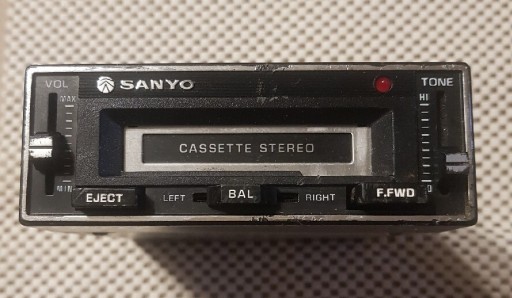 VOL
SANYO
TONE
MAX
HI
CASSETTE STEREO
MIN
EJECT
LEFT
BAL
RIGHT
F.FWD